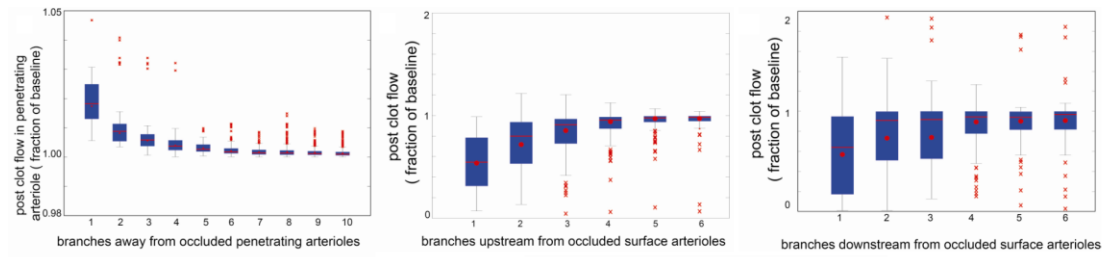 post clot flow in penetrating
arteriole ( fraction of baseline)
1.05
1.00
0.98
1 2 3 4 5 6 7 8 9 10
branches away from occluded penetrating arterioles
post clot flow
( fraction of baseline)
2
1
0
1 2 3 4 5 6
branches upstream from occluded surface arterioles
post clot flow
( fraction of baseline)
2
1
0
1 2 3 4 5 6
branches downstream from occluded surface arterioles